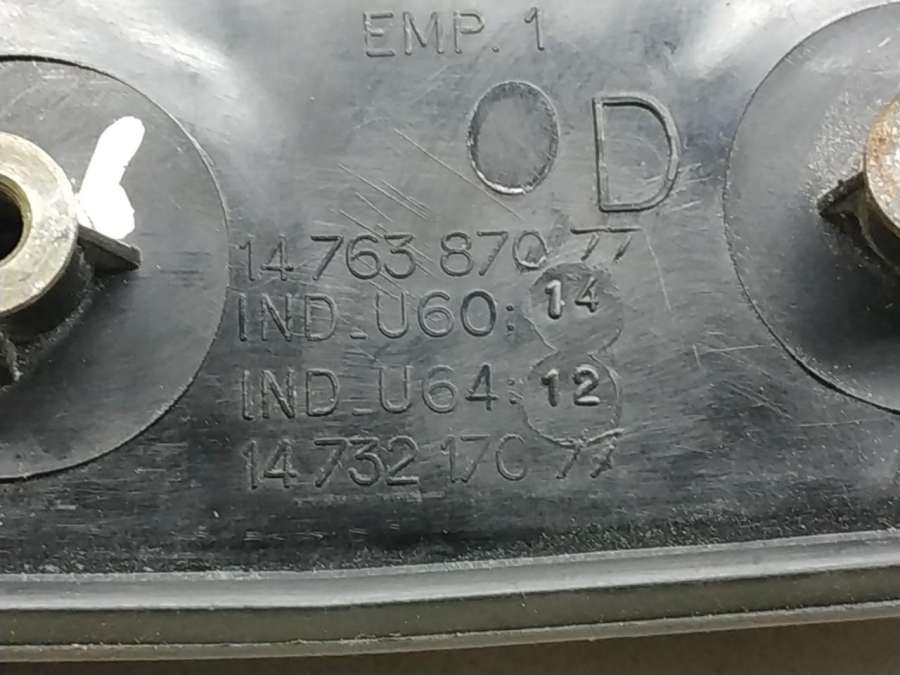 EMP. 1
D
14 763 870 77
IND_U60: 14
IND_U64: 12
14 732 170 77